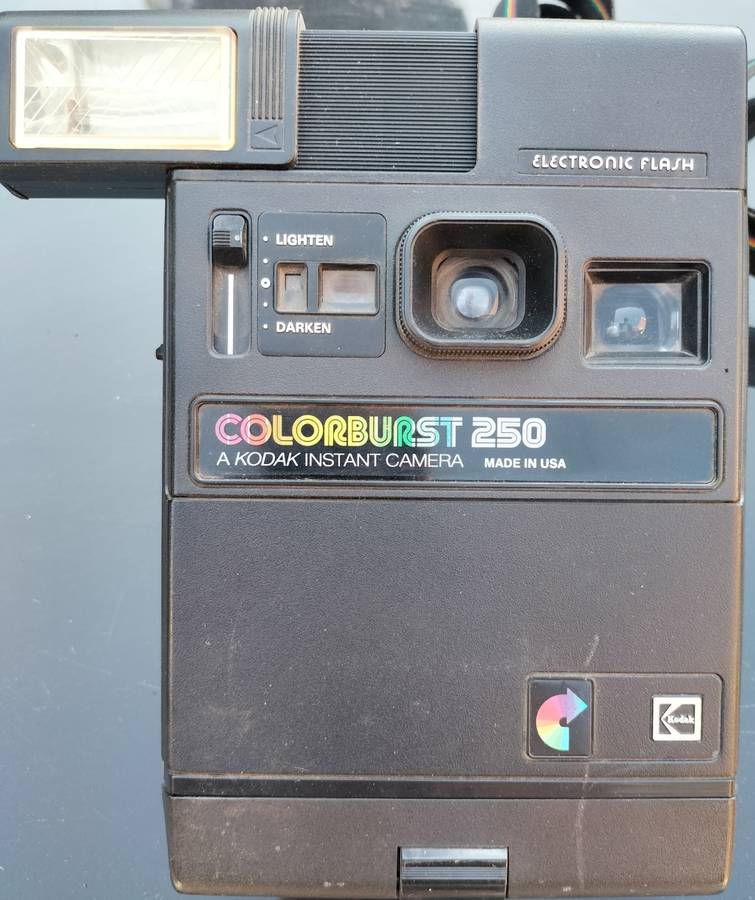 ELECTRONIC FLASH
LIGHTEN
DARKEN
COLORBURST 250
A KODAK INSTANT CAMERA MADE IN USA
Kodak